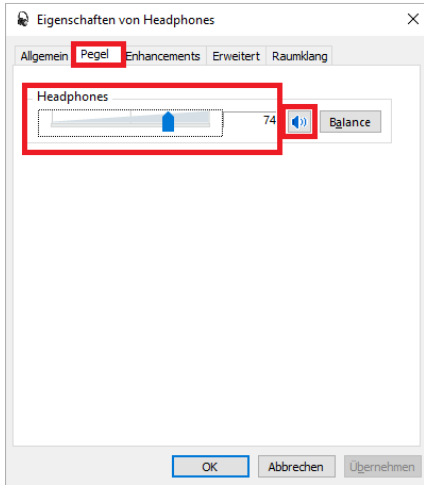 Eigenschaften von Headphones
Allgemein Pegel Enhancements Erweitert Raumklang
Headphones
74 Balance
OK Abbrechen Übernehmen